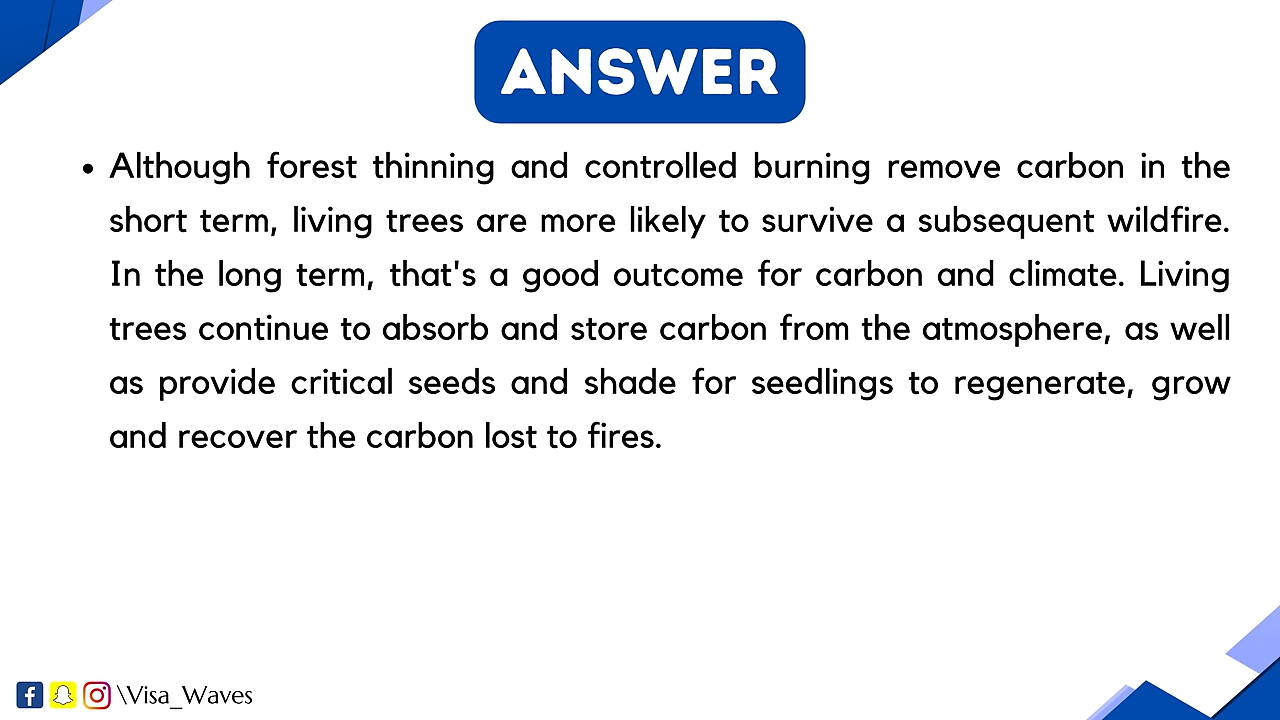 ANSWER
• Although forest thinning and controlled burning remove carbon in the
short term, living trees are more likely to survive a subsequent wildfire.
In the long term, that's a good outcome for carbon and climate. Living
trees continue to absorb and store carbon from the atmosphere, as well
as provide critical seeds and shade for seedlings to regenerate, grow
and recover the carbon lost to fires.
\Visa_Waves